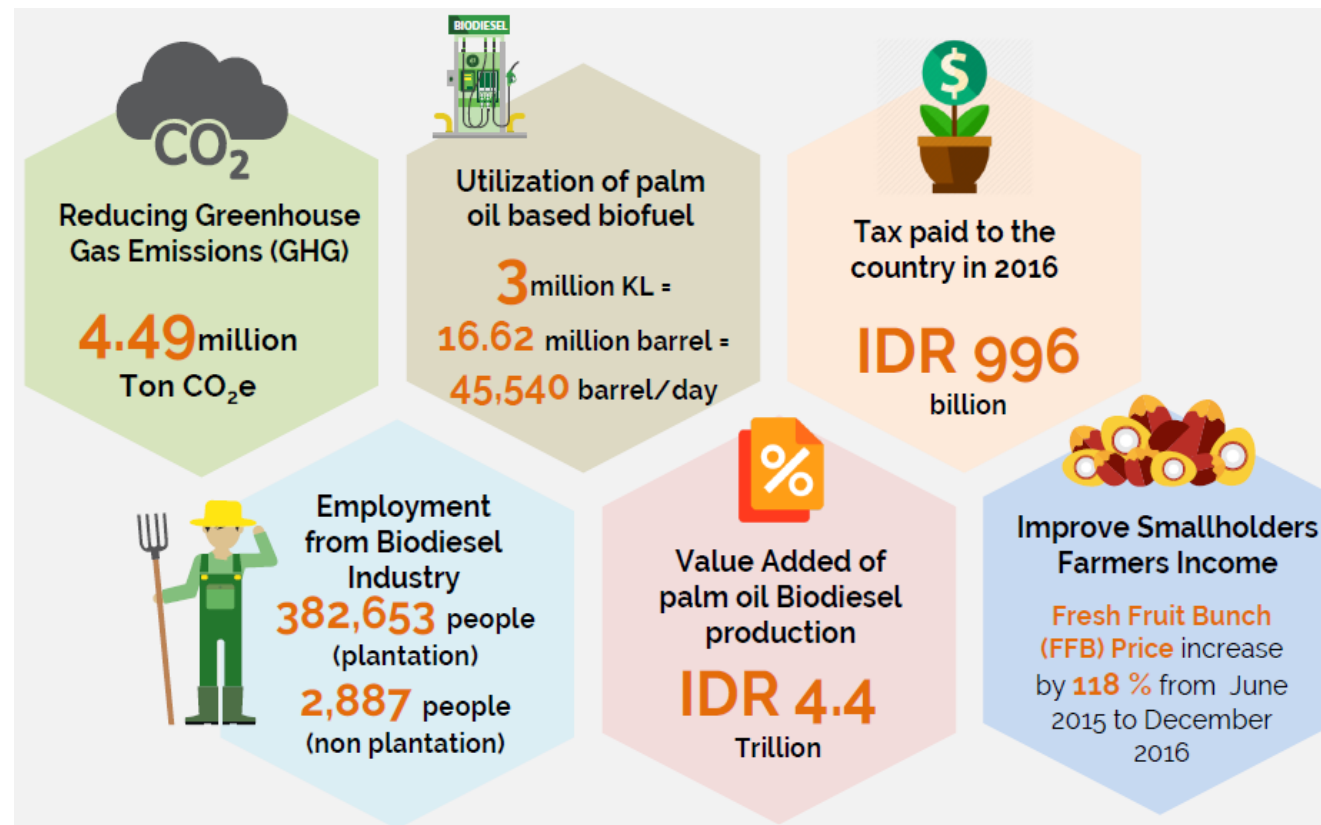 CO2
Reducing Greenhouse
Gas Emissions (GHG)
4.49 million
Ton CO2e
BIODIESEL
Utilization of palm
oil based biofuel
3 million KL =
16.62 million barrel =
45,540 barrel/day
$
Tax paid to the
country in 2016
IDR 996
billion
Employment
from Biodiesel
Industry
382,653 people
(plantation)
2,887 people
(non plantation)
%
Value Added of
palm oil Biodiesel
production
IDR 4.4
Trillion
Improve Smallholders
Farmers Income
Fresh Fruit Bunch
(FFB) Price increase
by 118 % from June
2015 to December
2016